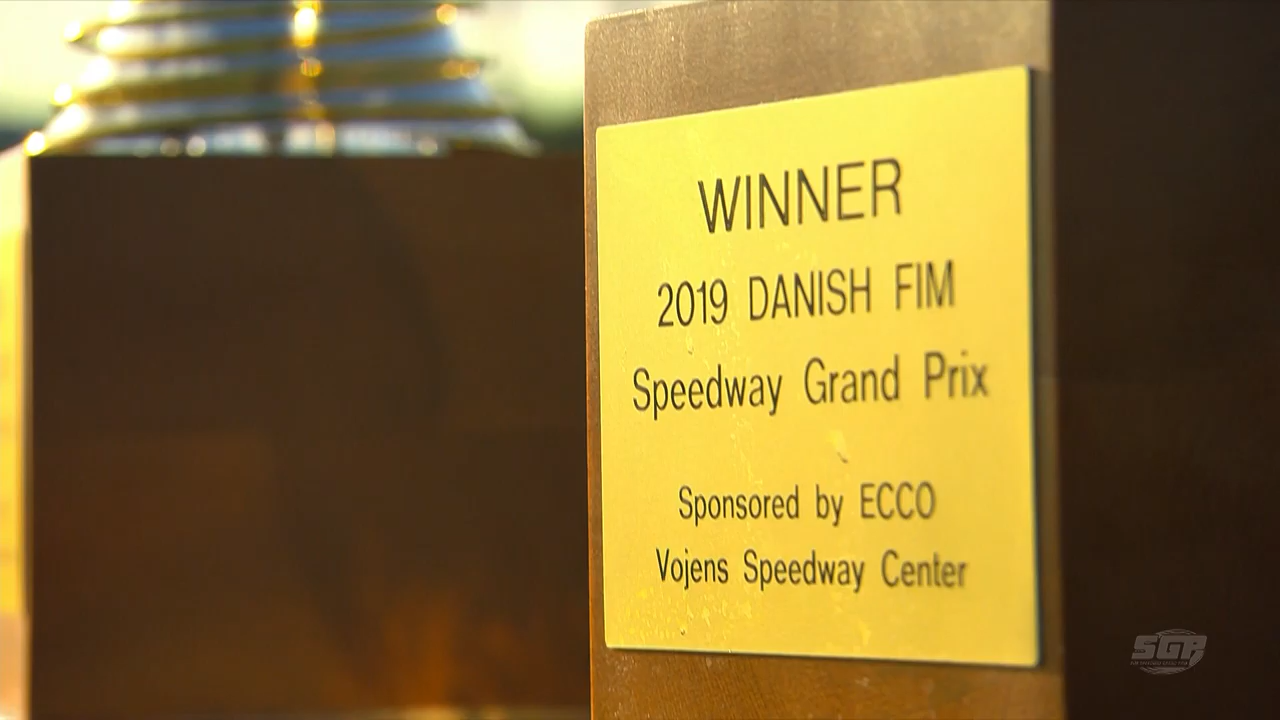 WINNER
2019 DANISH FIM
Speedway Grand Prix
Sponsored by ECCO
Vojens Speedway Center
SGP